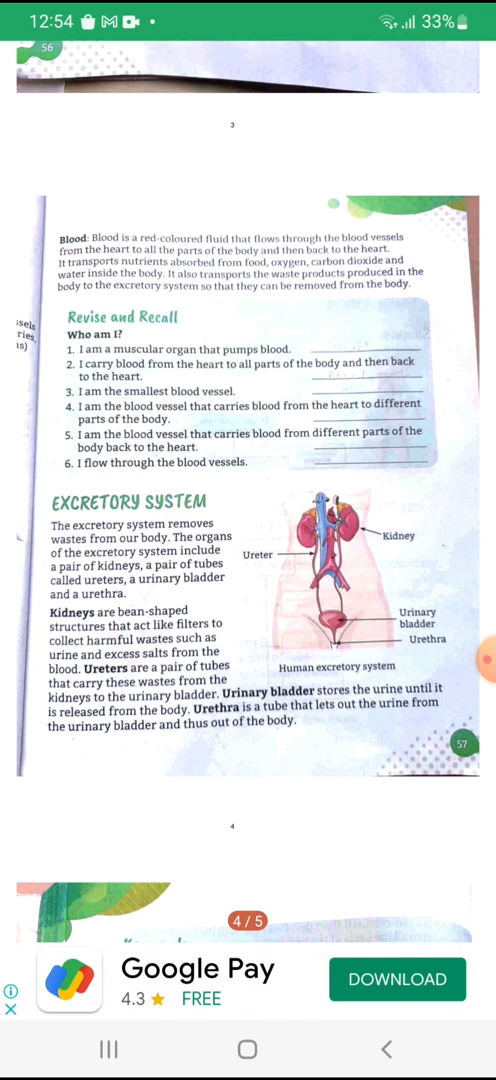 12:54
33%
56
3
Blood: Blood is a red-coloured fluid that flows through the blood vessels
from the heart to all the parts of the body and then back to the heart.
It transports nutrients absorbed from food, oxygen, carbon dioxide and
water inside the body. It also transports the waste products produced in the
body to the excretory system so that they can be removed from the body.
Revise and Recall
Who am I?
1. I am a muscular organ that pumps blood.
2. I carry blood from the heart to all parts of the body and then back
to the heart.
3. I am the smallest blood vessel.
4. I am the blood vessel that carries blood from the heart to different
parts of the body.
5. I am the blood vessel that carries blood from different parts of the
body back to the heart.
6. I flow through the blood vessels.
EXCRETORY SYSTEM
The excretory system removes
wastes from our body. The organs
of the excretory system include
a pair of kidneys, a pair of tubes
called ureters, a urinary bladder
and a urethra.
Kidneys are bean-shaped
structures that act like filters to
collect harmful wastes such as
urine and excess salts from the
blood. Ureters are a pair of tubes
that carry these wastes from the
kidneys to the urinary bladder. Urinary bladder stores the urine until it
is released from the body. Urethra is a tube that lets out the urine from
the urinary bladder and thus out of the body.
Kidney
Ureter
Urinary
bladder
Urethra
Human excretory system
57
4
4 / 5
Google Pay
4.3 ★ FREE
DOWNLOAD